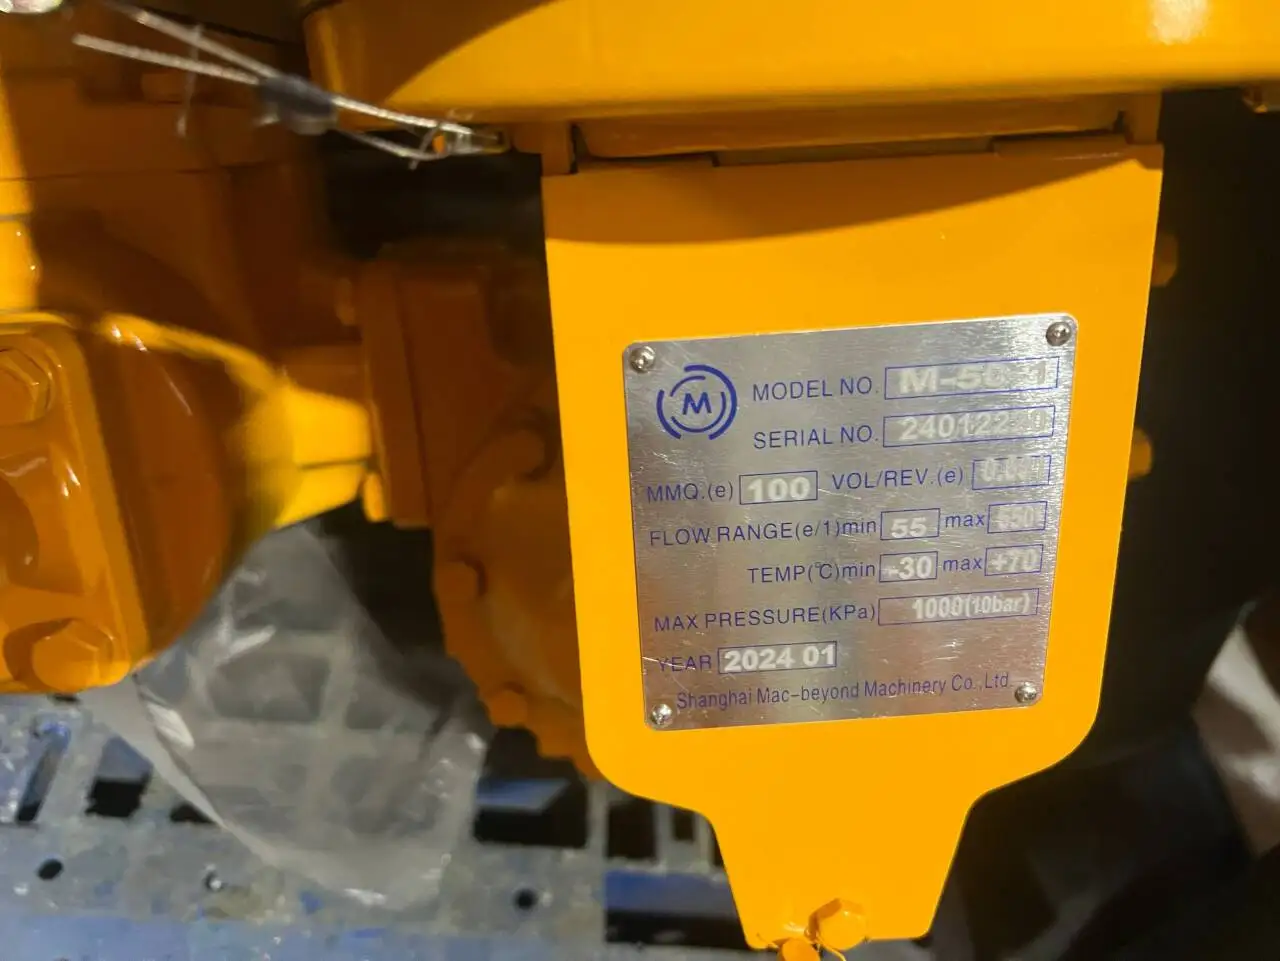 M
MODEL NO.
SERIAL NO. 240122
MMQ.(e) 100 VOL/REV.(e)
FLOW RANGE(e/1)min 55 max
TEMP(℃)min -30 max +70
MAX PRESSURE(KPa) 1000(10bar)
YEAR 2024 01
Shanghai Mac-beyond Machinery Co.,Ltd.